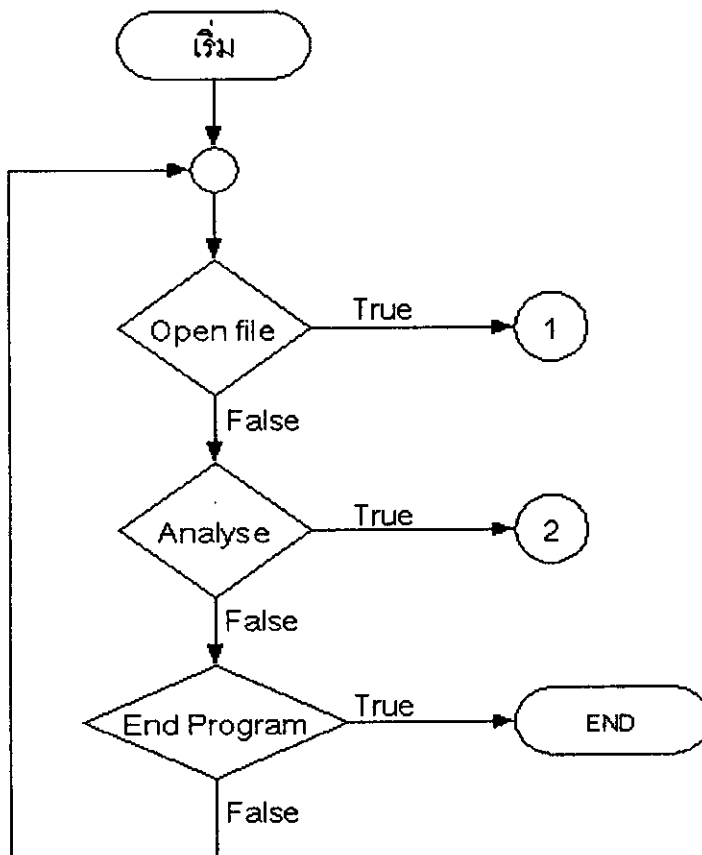 เริ่ม
Open file
True
1
False
Analyse
True
2
False
End Program
True
END
False